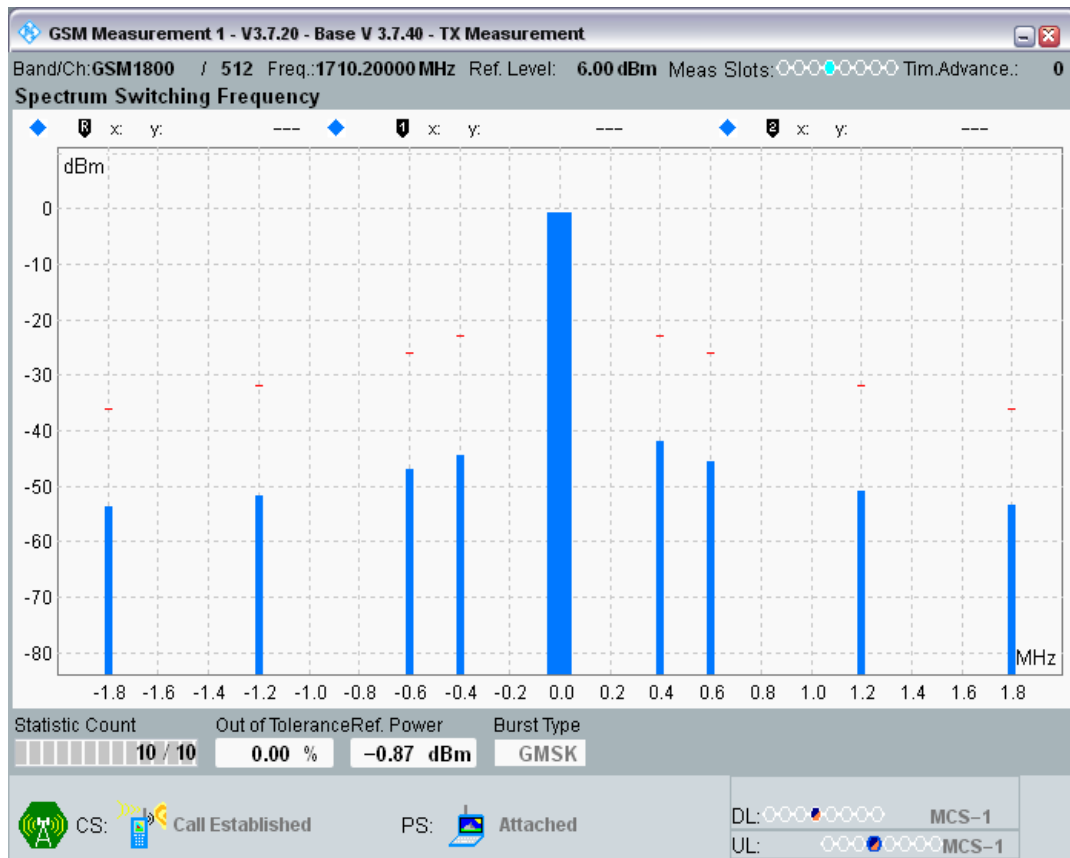 GSM Measurement 1 - V3.7.20 - Base V 3.7.40 - TX Measurement
Band/Ch:GSM1800 / 512 Freq.:1710.20000 MHz Ref. Level: 6.00 dBm Meas Slots: Tim.Advance.: 0
Spectrum Switching Frequency
R x: y: --- 1 x: y: --- 2 x: y: ---
dBm
0
-10
-20
-30
-40
-50
-60
-70
-80
MHz
-1.8 -1.6 -1.4 -1.2 -1.0 -0.8 -0.6 -0.4 -0.2 0.0 0.2 0.4 0.6 0.8 1.0 1.2 1.4 1.6 1.8
Statistic Count Out of Tolerance Ref. Power Burst Type
10 / 10 0.00 % −0.87 dBm GMSK
CS: Call Established PS: Attached
DL: MCS−1
UL: MCS−1